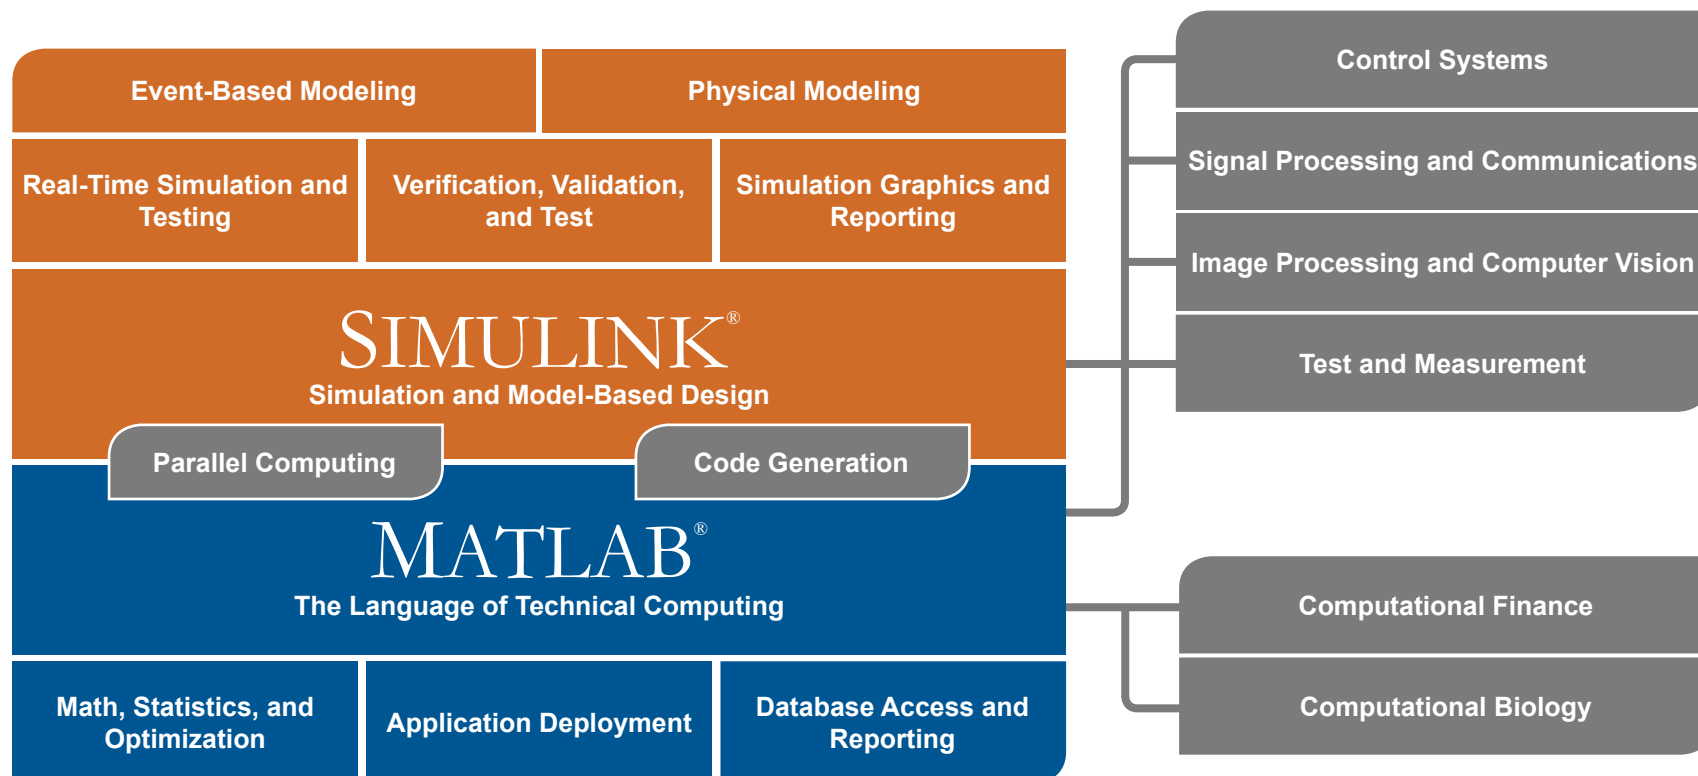 Event-Based Modeling
Physical Modeling
Real-Time Simulation and
Testing
Verification, Validation,
and Test
Simulation Graphics and
Reporting
SIMULINK®
Simulation and Model-Based Design
Parallel Computing
Code Generation
MATLAB®
The Language of Technical Computing
Math, Statistics, and
Optimization
Application Deployment
Database Access and
Reporting
Control Systems
Signal Processing and Communications
Image Processing and Computer Vision
Test and Measurement
Computational Finance
Computational Biology